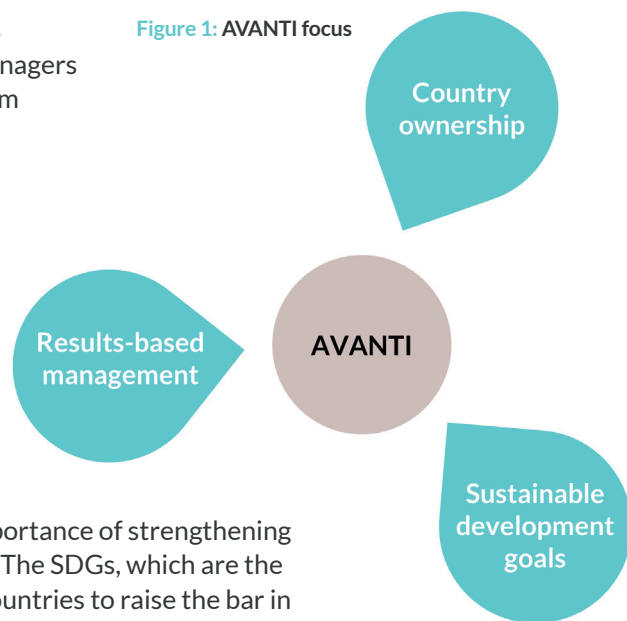 Figure 1: AVANTI focus
nagers
m
Country
ownership
AVANTI
Results-based
management
Sustainable
development
goals
portance of strengthening
The SDGs, which are the
ountries to raise the bar in